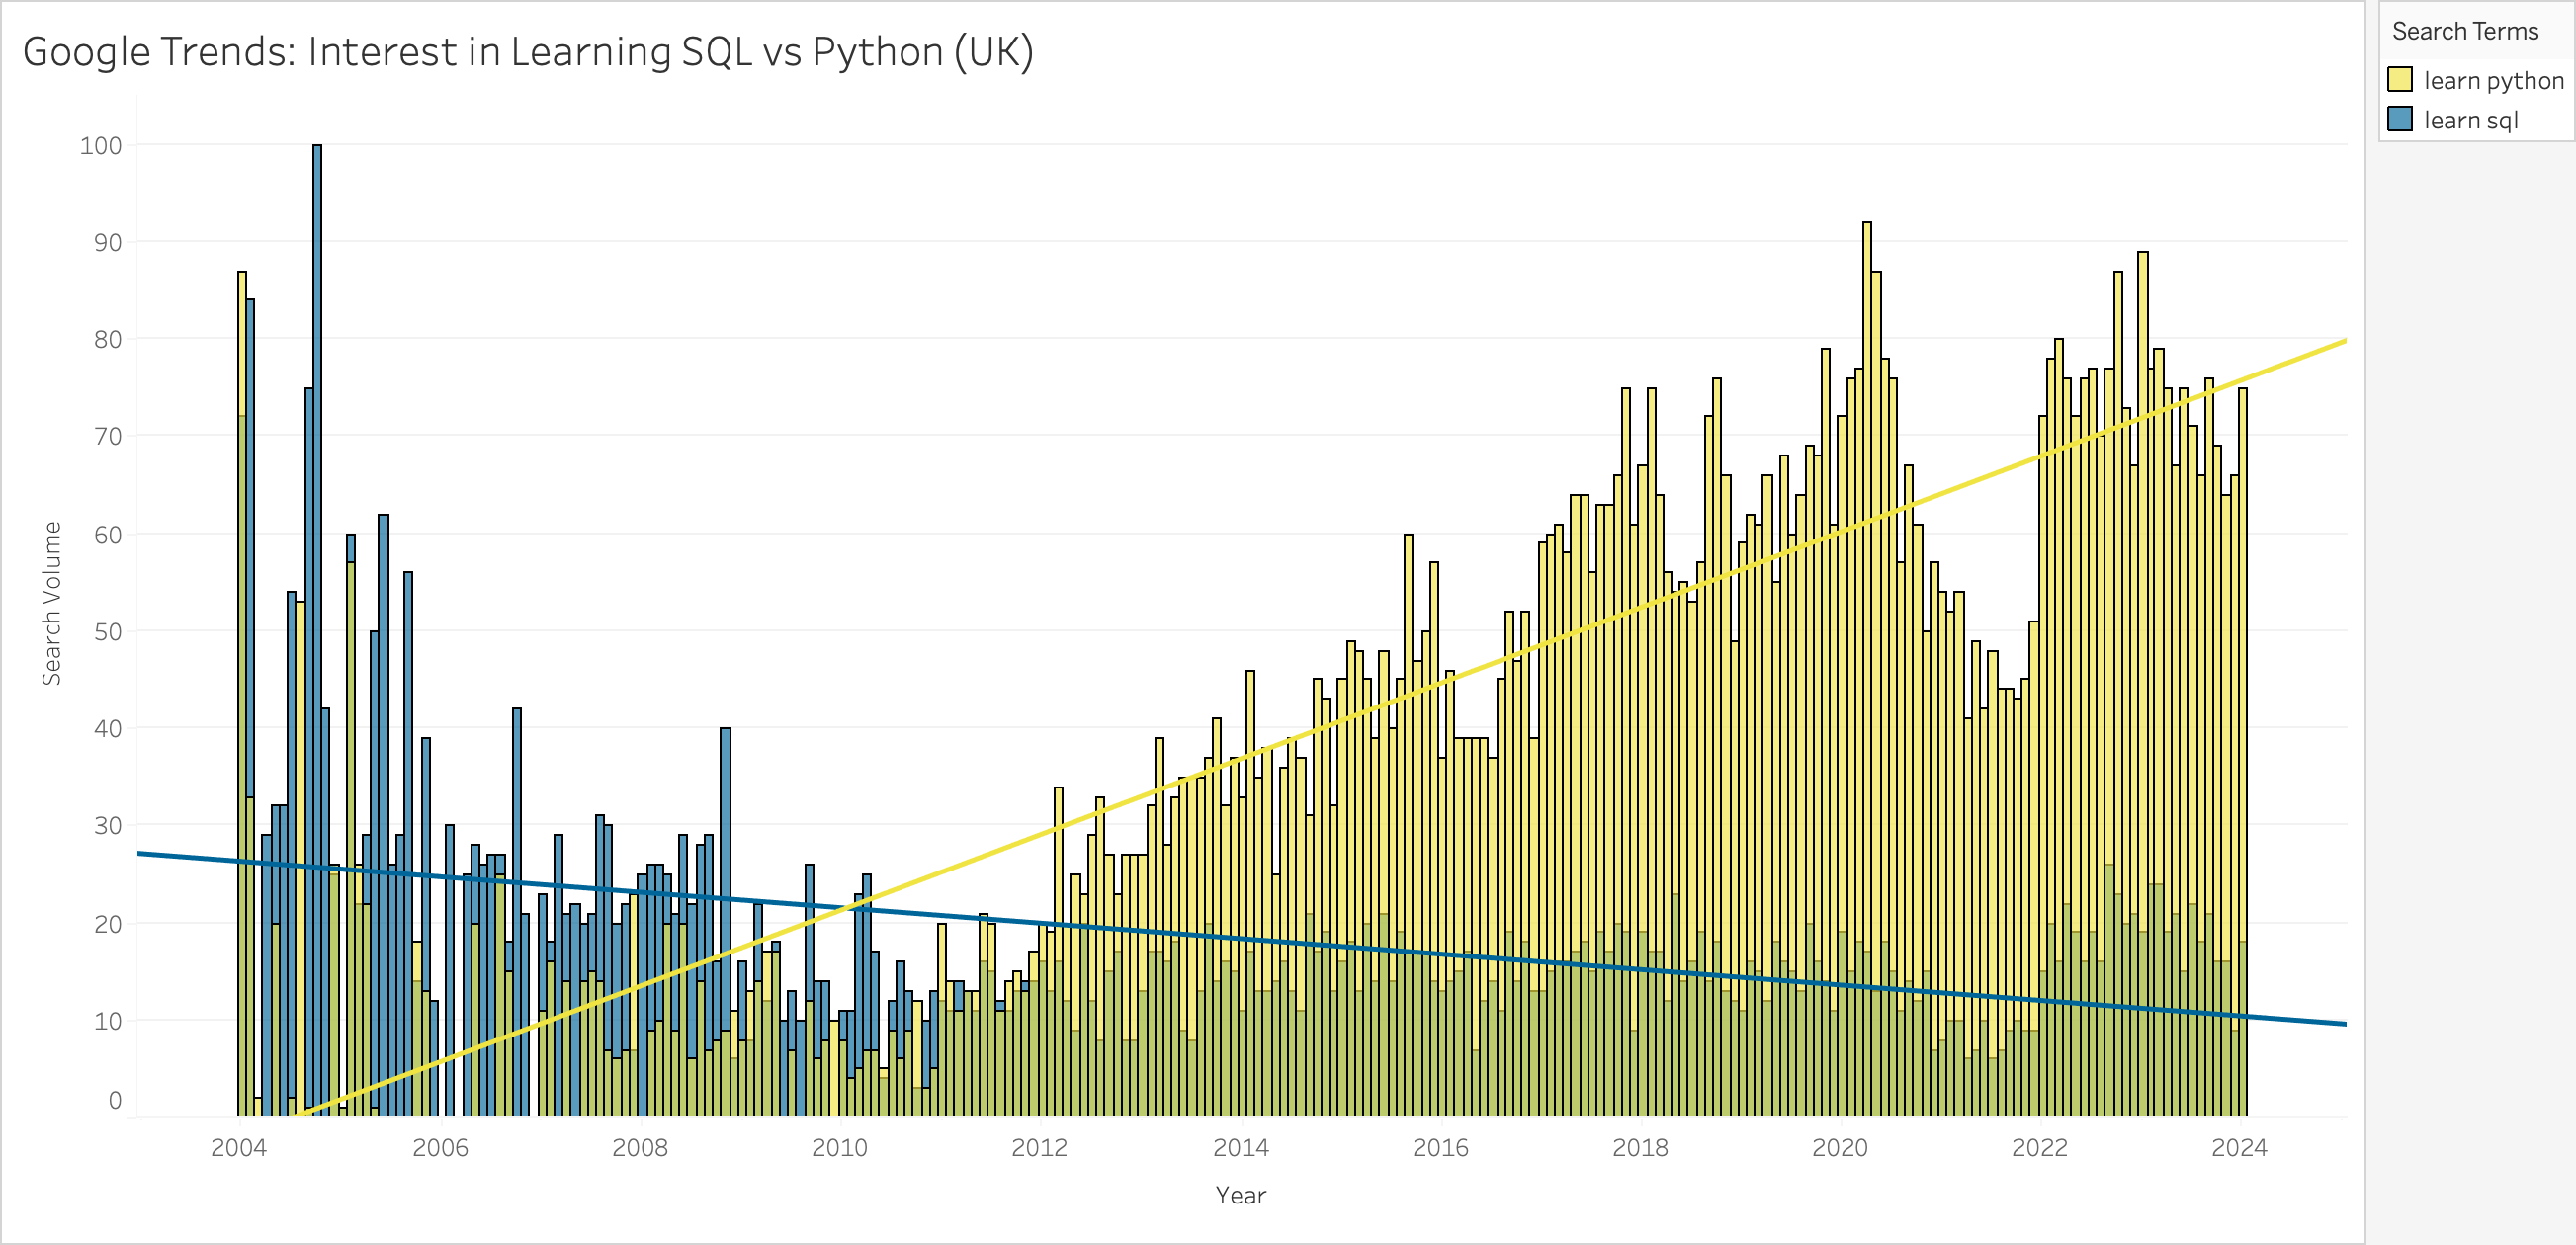 Google Trends: Interest in Learning SQL vs Python (UK)
Search Terms
learn python
learn sql
Search Volume
100
90
80
70
60
50
40
30
20
10
0
2004 2006 2008 2010 2012 2014 2016 2018 2020 2022 2024
Year